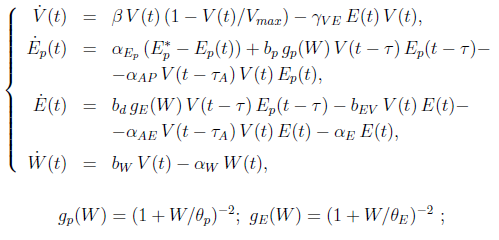 V̇(t) = β V(t) (1 − V(t)/V_max) − γ_VE E(t) V(t),
Ė_p(t) = α_{E_p} (E_p^* − E_p(t)) + b_p g_p(W) V(t − τ) E_p(t − τ)−
−α_AP V(t − τ_A) V(t) E_p(t),
Ė(t) = b_d g_E(W) V(t − τ) E_p(t − τ) − b_EV V(t) E(t)−
−α_AE V(t − τ_A) V(t) E(t) − α_E E(t),
Ẇ(t) = b_W V(t) − α_W W(t),
g_p(W) = (1 + W/θ_p)^{−2}; g_E(W) = (1 + W/θ_E)^{−2} ;